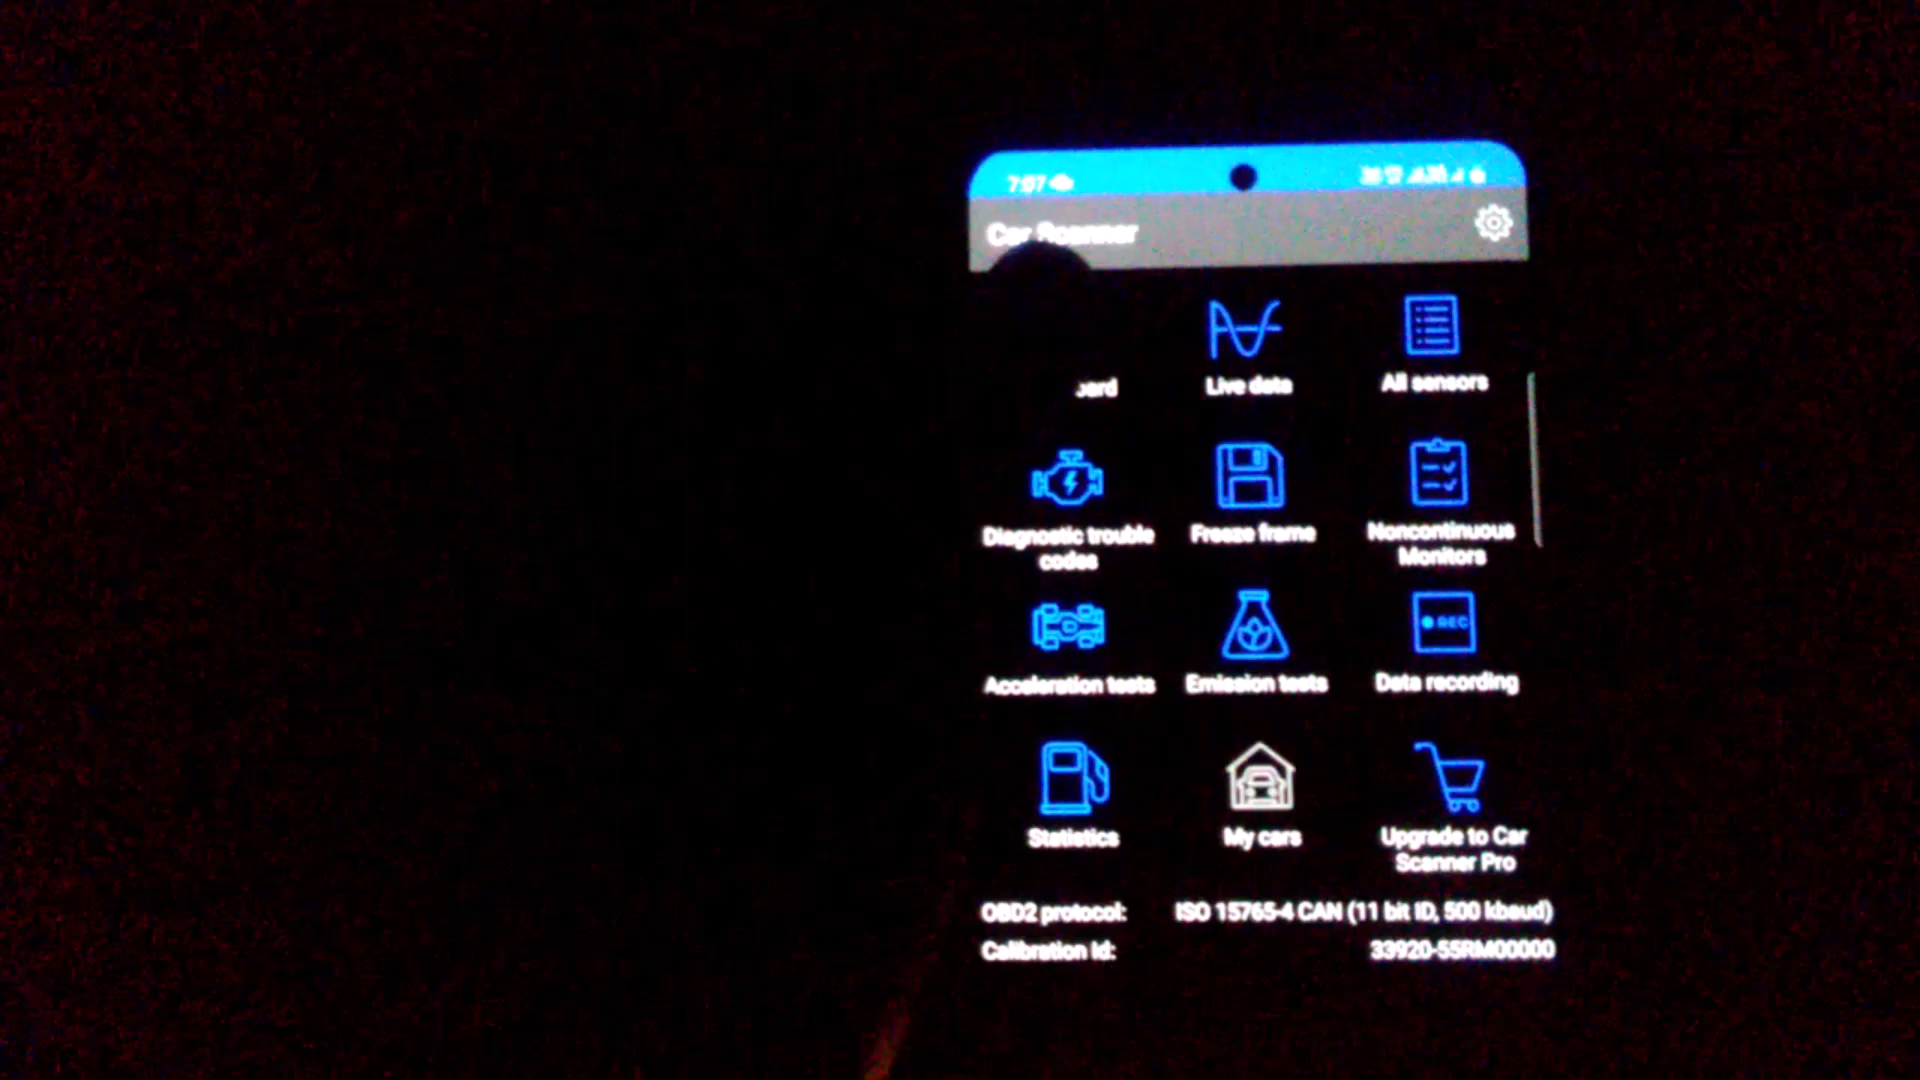 7:07
Car Scanner
Live data
All sensors
Diagnostic trouble
codes
Freeze frame
Noncontinuous
Monitors
Acceleration tests
Emission tests
REC
Data recording
Statistics
My cars
Upgrade to Car
Scanner Pro
OBD2 protocol: ISO 15765-4 CAN (11 bit ID, 500 kbaud)
Calibration Id: 33920-55RM00000